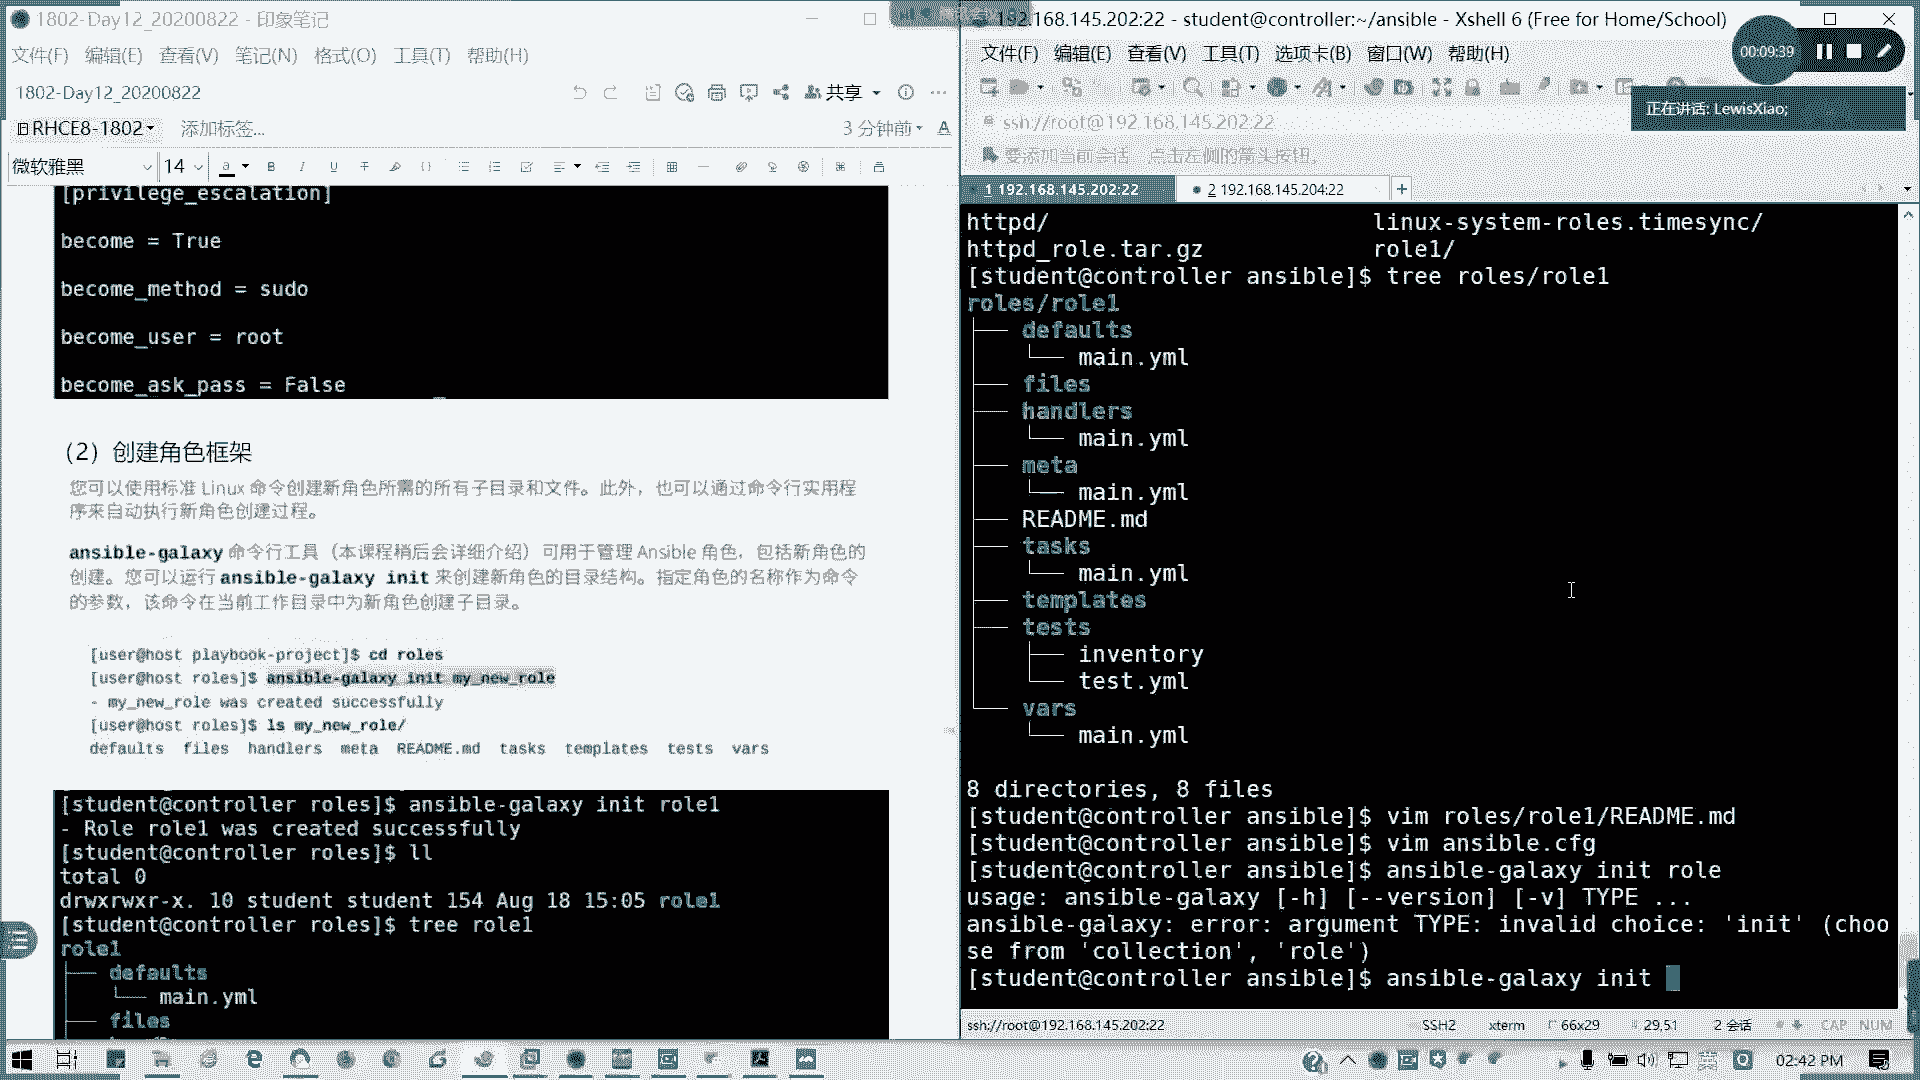 1802-Day12_20200822 - 印象笔记
文件(F) 编辑(E) 查看(V) 笔记(N) 格式(O) 工具(T) 帮助(H)
1802-Day12_20200822
共享
RHCE8-1802
添加标签...
3 分钟前
微软雅黑
14
[privilege_escalation]
become = True
become_method = sudo
become_user = root
become_ask_pass = False
（2）创建角色框架
您可以使用标准 Linux 命令创建新角色所需的所有子目录和文件。此外，也可以通过命令行实用程
序来自动执行新角色创建过程。
ansible-galaxy 命令行工具（本课程稍后会详细介绍）可用于管理 Ansible 角色，包括新角色的
创建。您可以运行 ansible-galaxy init 来创建新角色的目录结构。指定角色的名称作为命令
的参数，该命令在当前工作目录中为新角色创建子目录。
[user@host playbook-project]$ cd roles
[user@host roles]$ ansible-galaxy init my_new_role
- my_new_role was created successfully
[user@host roles]$ ls my_new_role/
defaults files handlers meta README.md tasks templates tests vars
[student@controller roles]$ ansible-galaxy init role1
- Role role1 was created successfully
[student@controller roles]$ ll
total 0
drwxrwxr-x. 10 student student 154 Aug 18 15:05 role1
[student@controller roles]$ tree role1
role1
├── defaults
│   └── main.yml
├── files
192.168.145.202:22 - student@controller:~/ansible - Xshell 6 (Free for Home/School)
文件(F) 编辑(E) 查看(V) 工具(T) 选项卡(B) 窗口(W) 帮助(H)
00:09:39
正在讲话: LewisXiao;
ssh://root@192.168.145.202:22
要添加当前会话，点击左侧的箭头按钮。
1 192.168.145.202:22
2 192.168.145.204:22
httpd/ linux-system-roles.timesync/
httpd_role.tar.gz role1/
[student@controller ansible]$ tree roles/role1
roles/role1
├── defaults
│   └── main.yml
├── files
├── handlers
│   └── main.yml
├── meta
│   └── main.yml
├── README.md
├── tasks
│   └── main.yml
├── templates
├── tests
│   ├── inventory
│   └── test.yml
└── vars
    └── main.yml
8 directories, 8 files
[student@controller ansible]$ vim roles/role1/README.md
[student@controller ansible]$ vim ansible.cfg
[student@controller ansible]$ ansible-galaxy init role
usage: ansible-galaxy [-h] [--version] [-v] TYPE ...
ansible-galaxy: error: argument TYPE: invalid choice: 'init' (choo
se from 'collection', 'role')
[student@controller ansible]$ ansible-galaxy init
ssh://root@192.168.145.202:22
SSH2
xterm
66x29
29,51
2 会话
CAP NUM
英
02:42 PM